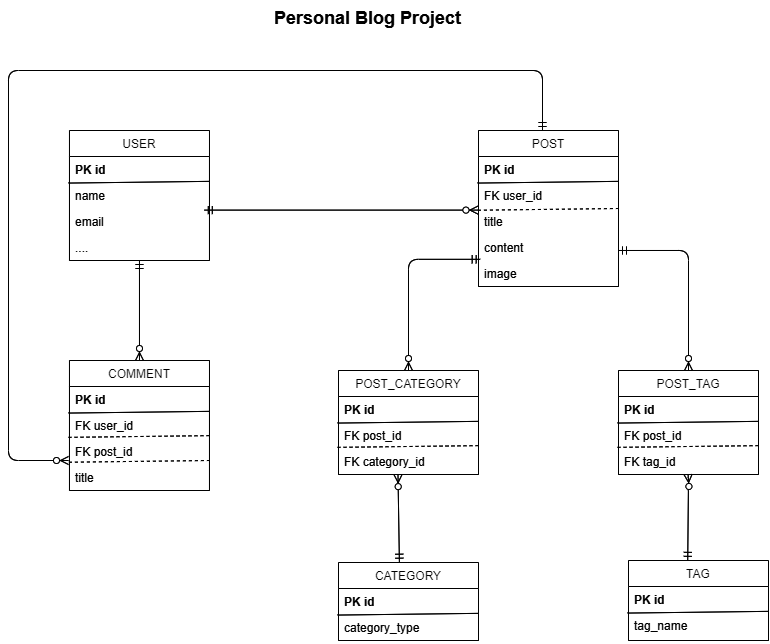 Personal Blog Project
USER
PK id
name
email
....
POST
PK id
FK user_id
title
content
image
COMMENT
PK id
FK user_id
FK post_id
title
POST_CATEGORY
PK id
FK post_id
FK category_id
POST_TAG
PK id
FK post_id
FK tag_id
CATEGORY
PK id
category_type
TAG
PK id
tag_name